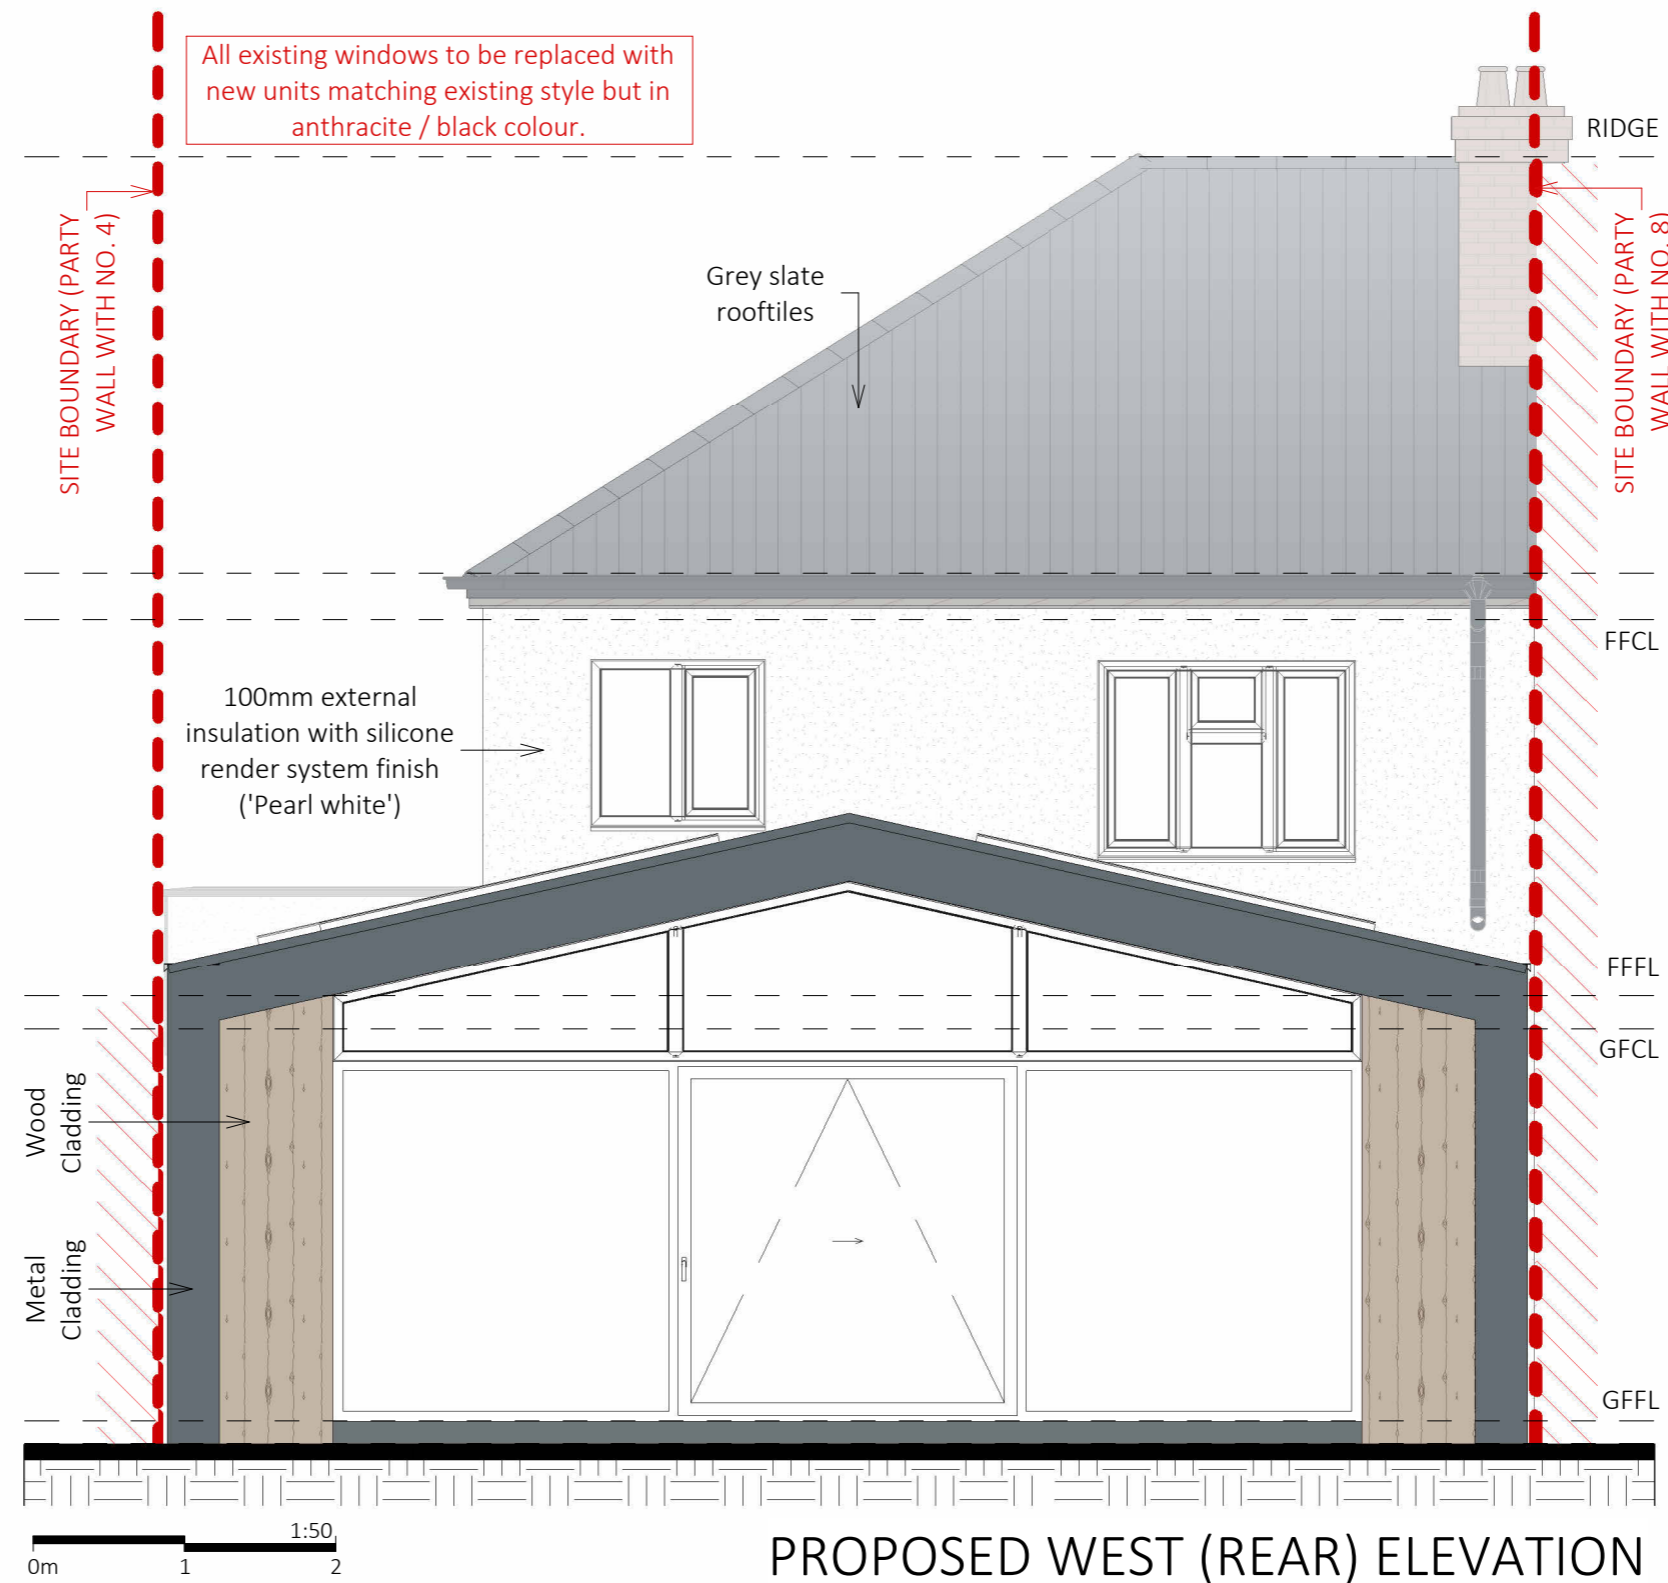 All existing windows to be replaced with
new units matching existing style but in
anthracite / black colour.
RIDGE
SITE BOUNDARY (PARTY
WALL WITH NO. 4)
SITE BOUNDARY (PARTY
WALL WITH NO. 8)
Grey slate
rooftiles
FFCL
100mm external
insulation with silicone
render system finish
('Pearl white')
FFFL
GFCL
Wood
Cladding
Metal
Cladding
GFFL
1:50
0m 1 2
PROPOSED WEST (REAR) ELEVATION